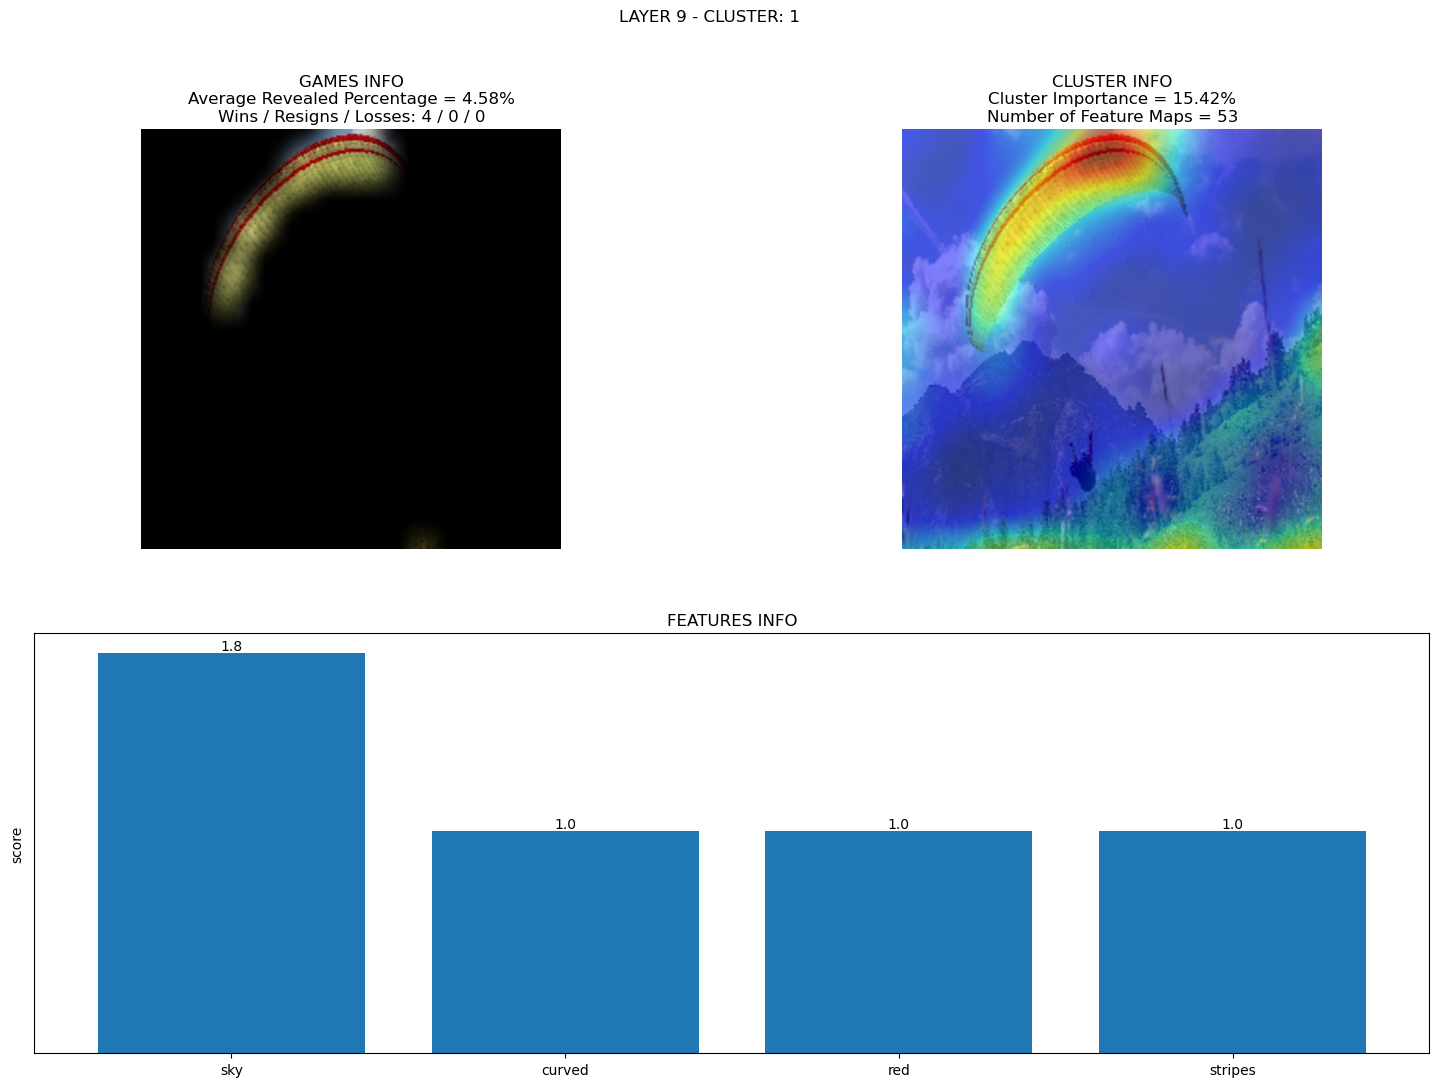 LAYER 9 - CLUSTER: 1
GAMES INFO
Average Revealed Percentage = 4.58%
Wins / Resigns / Losses: 4 / 0 / 0
CLUSTER INFO
Cluster Importance = 15.42%
Number of Feature Maps = 53
FEATURES INFO
score
1.8
1.0
1.0
1.0
sky
curved
red
stripes